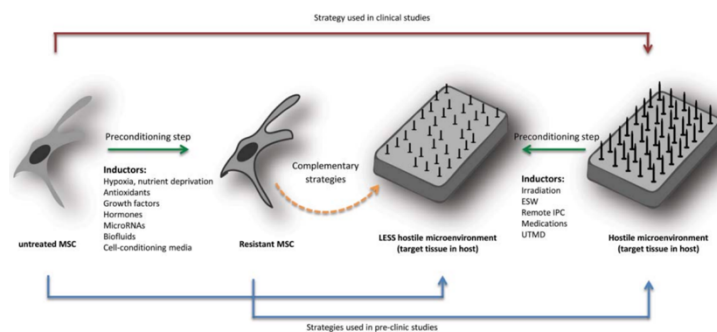 Strategy used in clinical studies
Preconditioning step
Inductors:
Hypoxia, nutrient deprivation
Antioxidants
Growth factors
Hormones
MicroRNAs
Biofluids
Cell-conditioning media
untreated MSC
Resistant MSC
Complementary
strategies
LESS hostile microenvironment
(target tissue in host)
Preconditioning step
Inductors:
Irradiation
ESW
Remote IPC
Medications
UTMD
Hostile microenvironment
(target tissue in host)
Strategies used in pre-clinic studies